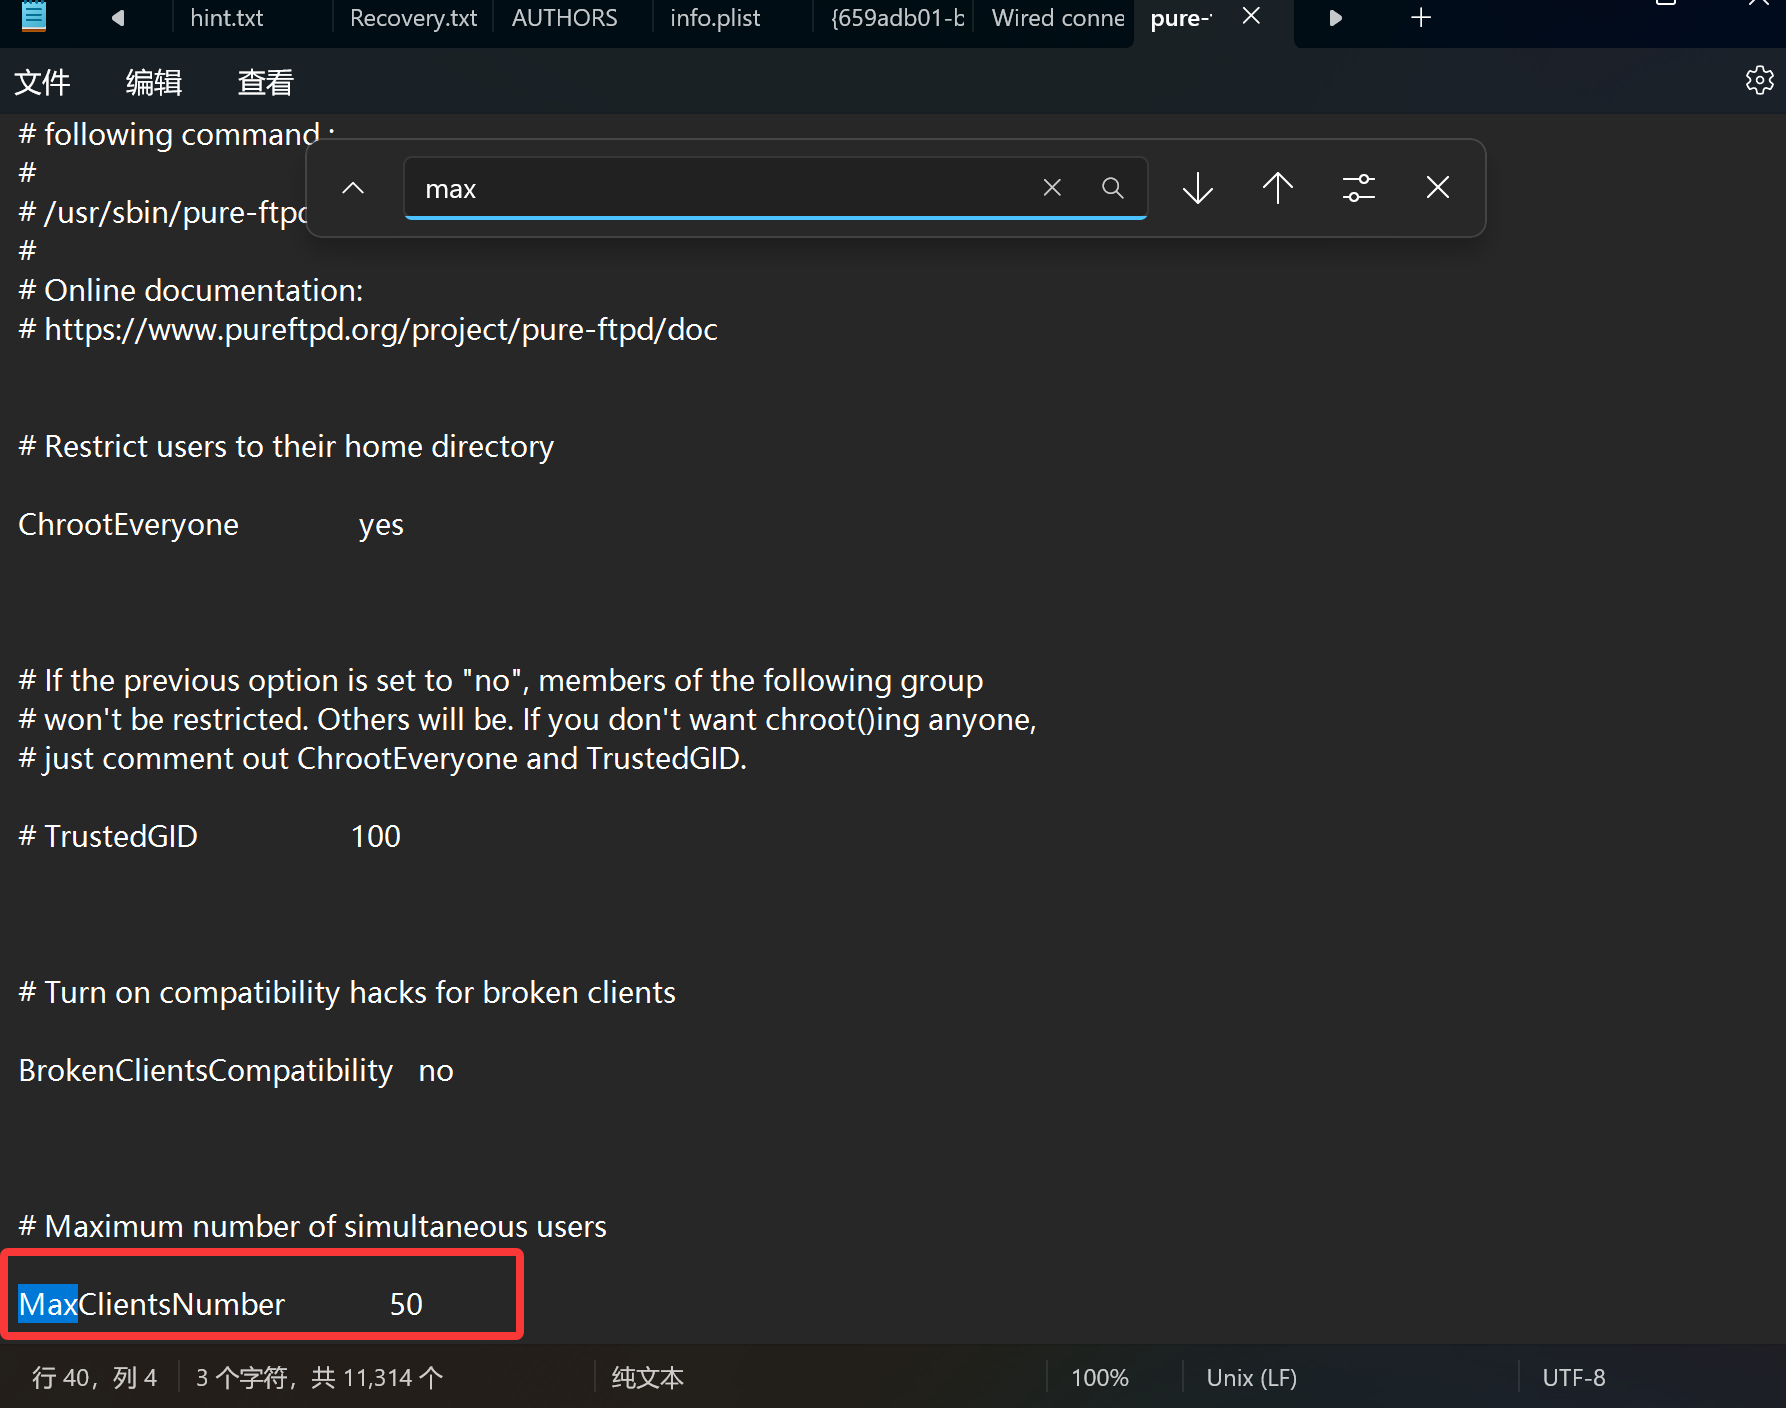 hint.txt Recovery.txt AUTHORS info.plist {659adb01-b Wired conne pure-
文件 编辑 查看
# following command :
max
#
# /usr/sbin/pure-ftpd
#
# Online documentation:
# https://www.pureftpd.org/project/pure-ftpd/doc
# Restrict users to their home directory
ChrootEveryone yes
# If the previous option is set to "no", members of the following group
# won't be restricted. Others will be. If you don't want chroot()ing anyone,
# just comment out ChrootEveryone and TrustedGID.
# TrustedGID 100
# Turn on compatibility hacks for broken clients
BrokenClientsCompatibility no
# Maximum number of simultaneous users
MaxClientsNumber 50
行 40，列 4 3 个字符，共 11,314 个 纯文本 100% Unix (LF) UTF-8